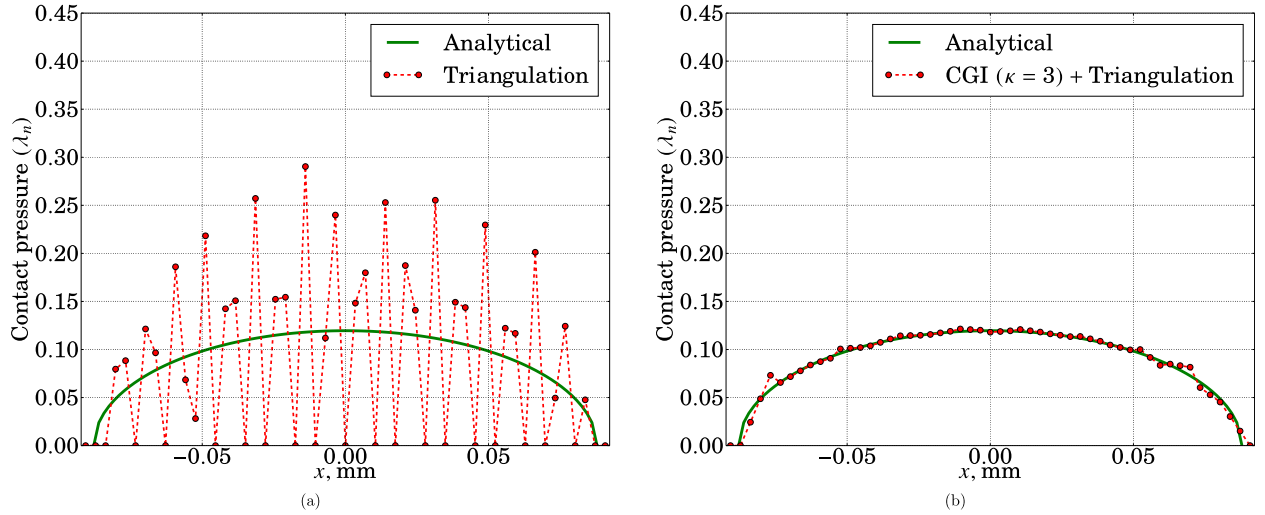 0.45
0.40
0.35
0.30
0.25
0.20
0.15
0.10
0.05
0.00
Contact pressure (λₙ)
Analytical
Triangulation
−0.05 0.00 0.05
x, mm
(a)
0.45
0.40
0.35
0.30
0.25
0.20
0.15
0.10
0.05
0.00
Contact pressure (λₙ)
Analytical
CGI (κ = 3) + Triangulation
−0.05 0.00 0.05
x, mm
(b)